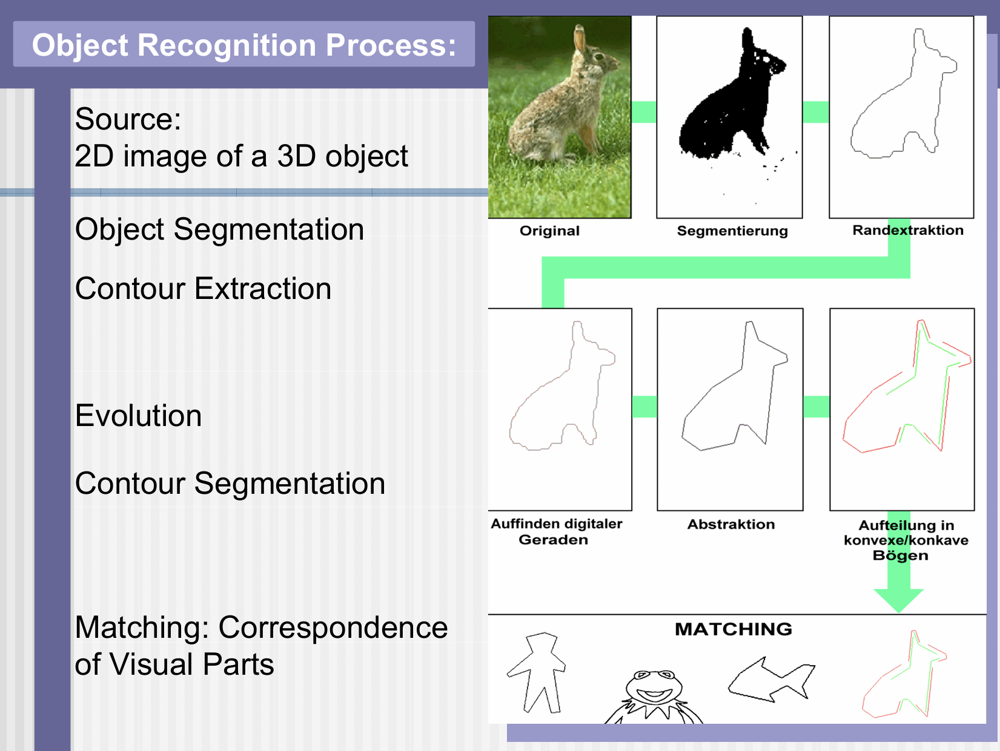 Object Recognition Process:
Source:
2D image of a 3D object
Object Segmentation
Contour Extraction
Evolution
Contour Segmentation
Matching: Correspondence
of Visual Parts
Original
Segmentierung
Randextraktion
Auffinden digitaler
Geraden
Abstraktion
Aufteilung in
konvexe/konkave
Bögen
MATCHING